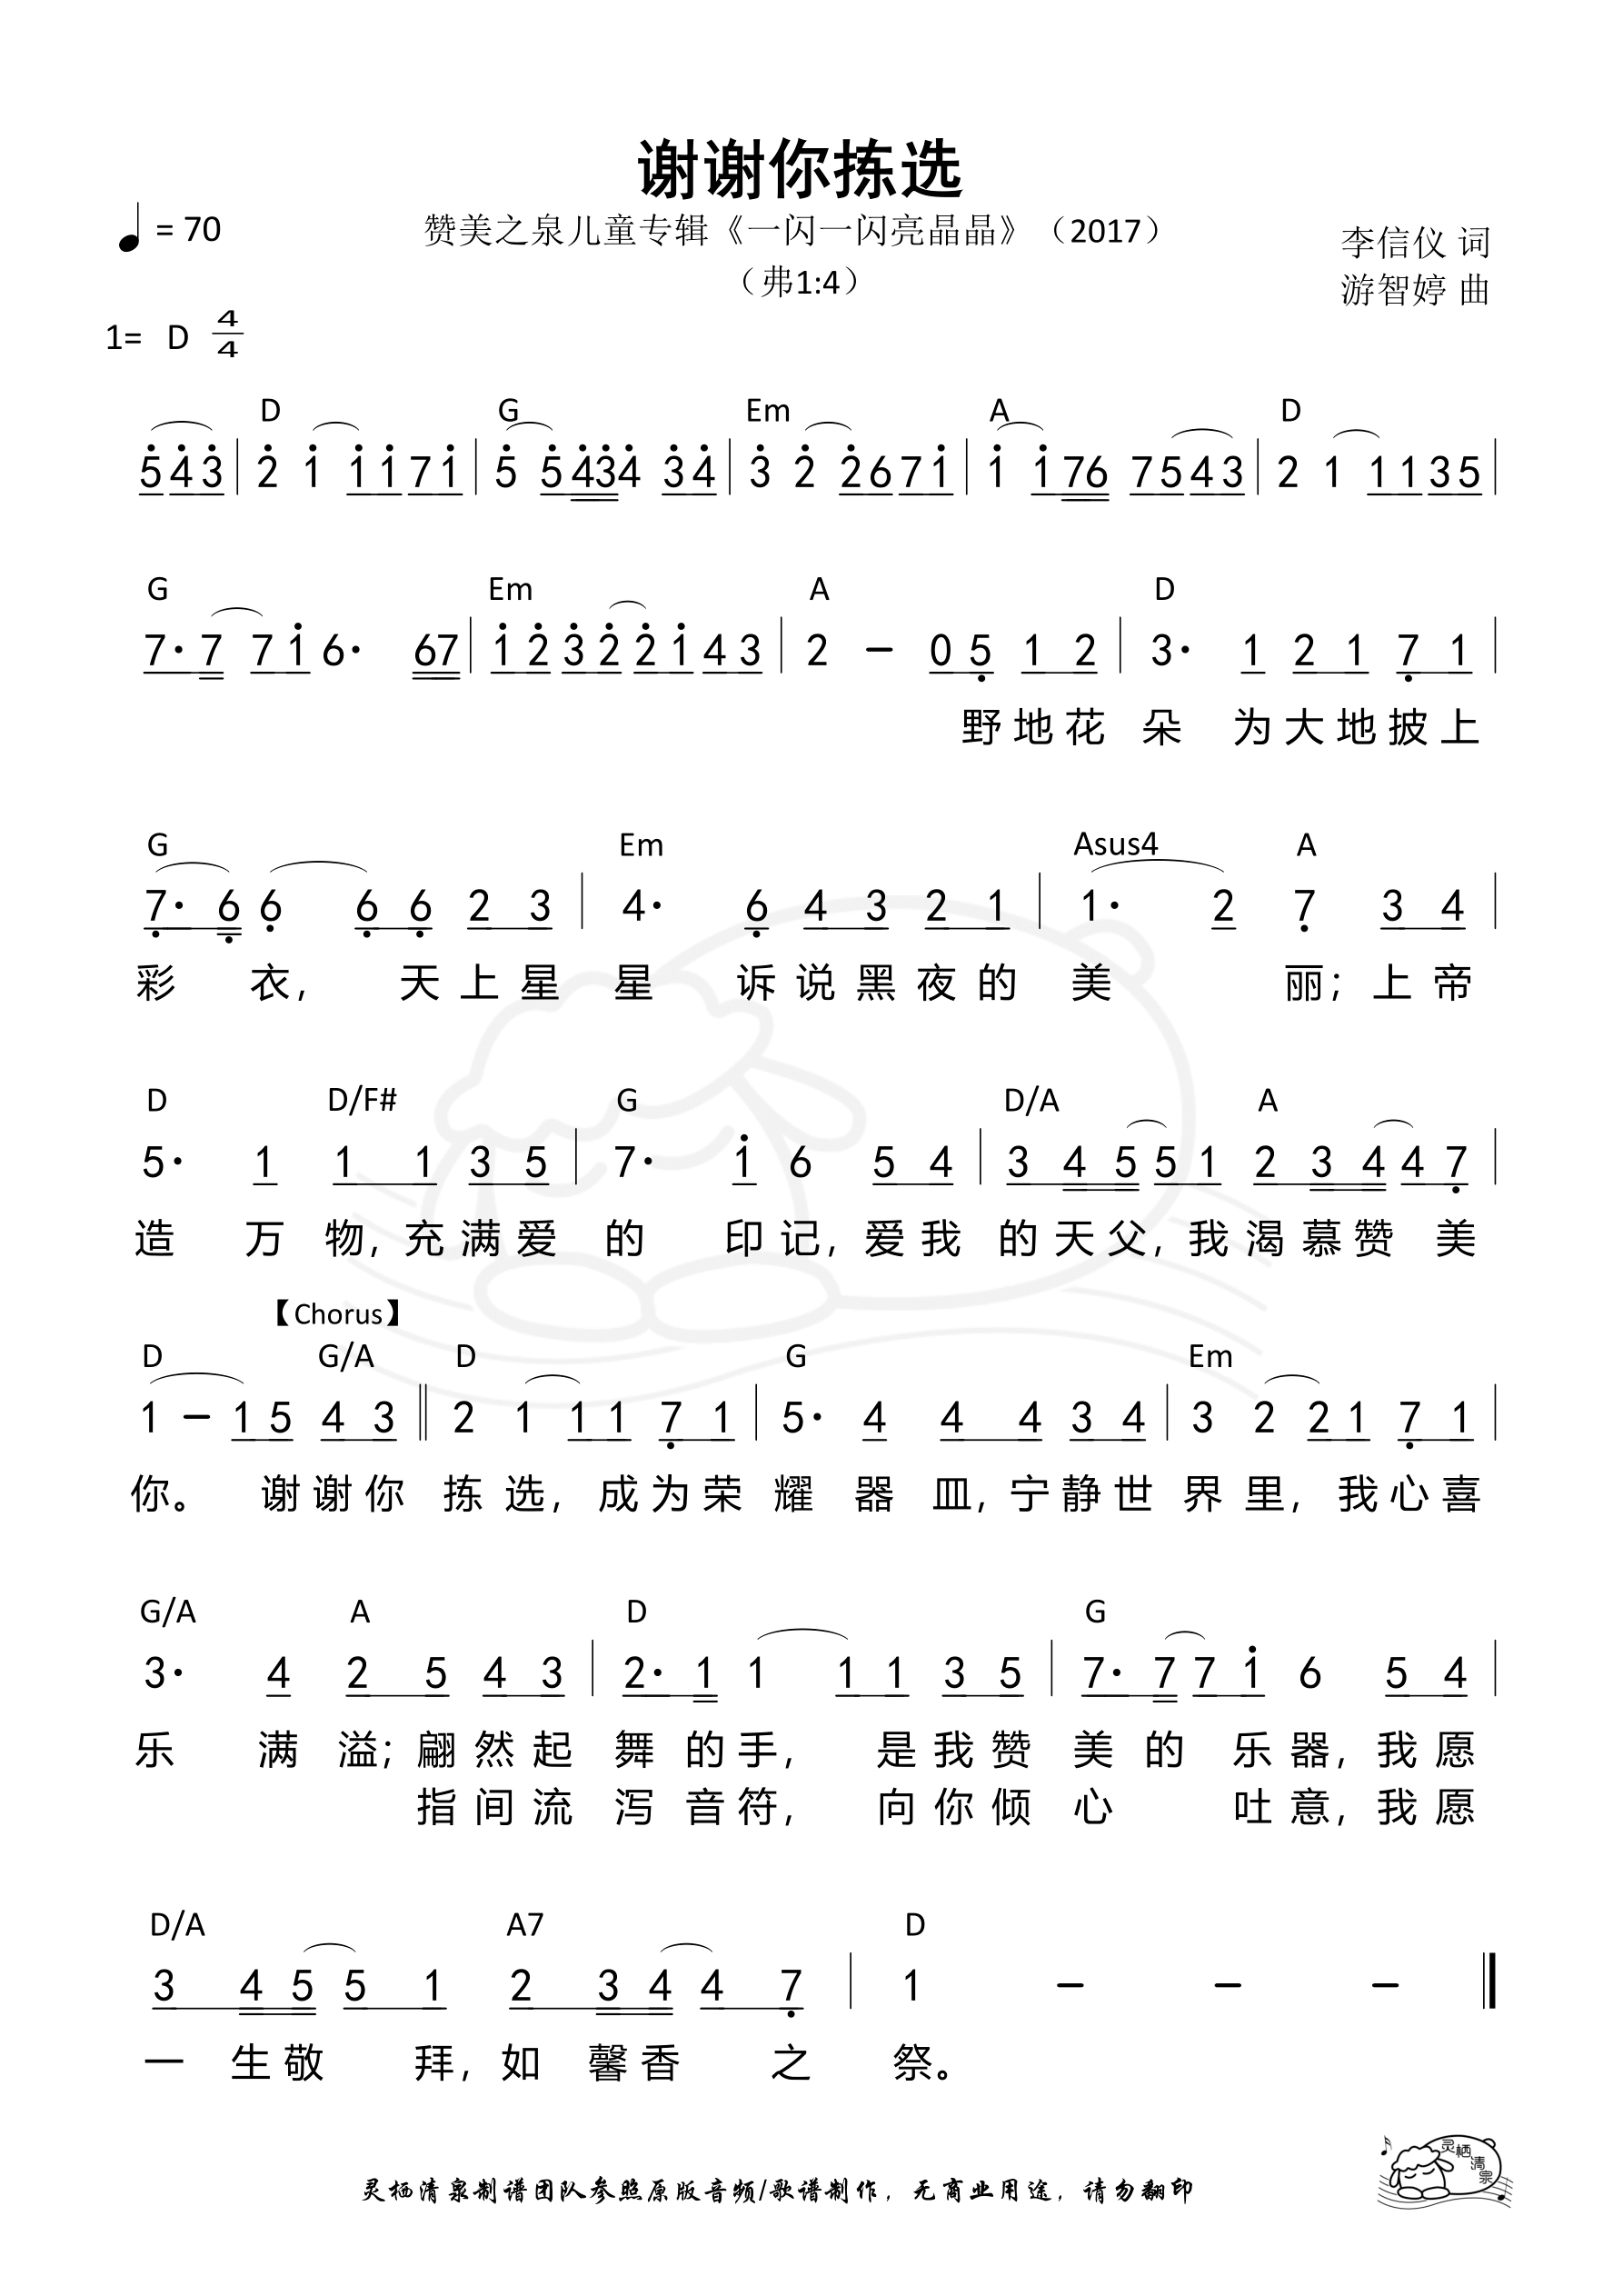 谢谢你拣选
♩= 70
赞美之泉儿童专辑《一闪一闪亮晶晶》（2017）
（弗1:4）
李信仪 词
游智婷 曲
1= D 4/4
D G Em A D
5 4 3 | 2 1 1 1 7 1 | 5 5 4 3 4 3 4 | 3 2 2 6 7 1 | 1 1 7 6 7 5 4 3 | 2 1 1 1 3 5 |
G Em A D
7· 7 7 1 6· 6 7 | 1 2 3 2 2 1 4 3 | 2 – 0 5 1 2 | 3· 1 2 1 7 1 |
野地花 朵 为大地披上
G Em Asus4 A
7· 6 6 6 6 2 3 | 4· 6 4 3 2 1 | 1· 2 7 3 4 |
彩 衣， 天上星 星 诉说黑夜的 美 丽；上帝
D D/F# G D/A A
5· 1 1 1 3 5 | 7· 1 6 5 4 | 3 4 5 5 1 2 3 4 4 7 |
造 万 物，充满爱 的 印记，爱我 的天父，我渴慕赞 美
【Chorus】
D G/A D G Em
1 – 1 5 4 3 ‖ 2 1 1 1 7 1 | 5· 4 4 4 3 4 | 3 2 2 1 7 1 |
你。 谢谢你 拣选，成为荣 耀 器 皿，宁静世 界里，我心喜
G/A A D G
3· 4 2 5 4 3 | 2· 1 1 1 1 3 5 | 7· 7 7 1 6 5 4 |
乐 满 溢；翩然起 舞 的手， 是我赞 美 的 乐器，我愿
指间流 泻 音符， 向你倾 心 吐意，我愿
D/A A7 D
3 4 5 5 1 2 3 4 4 7 | 1 – – – ‖
一 生敬 拜，如 馨香 之 祭。
灵栖清泉制谱团队参照原版音频/歌谱制作，无商业用途，请勿翻印
灵栖清泉